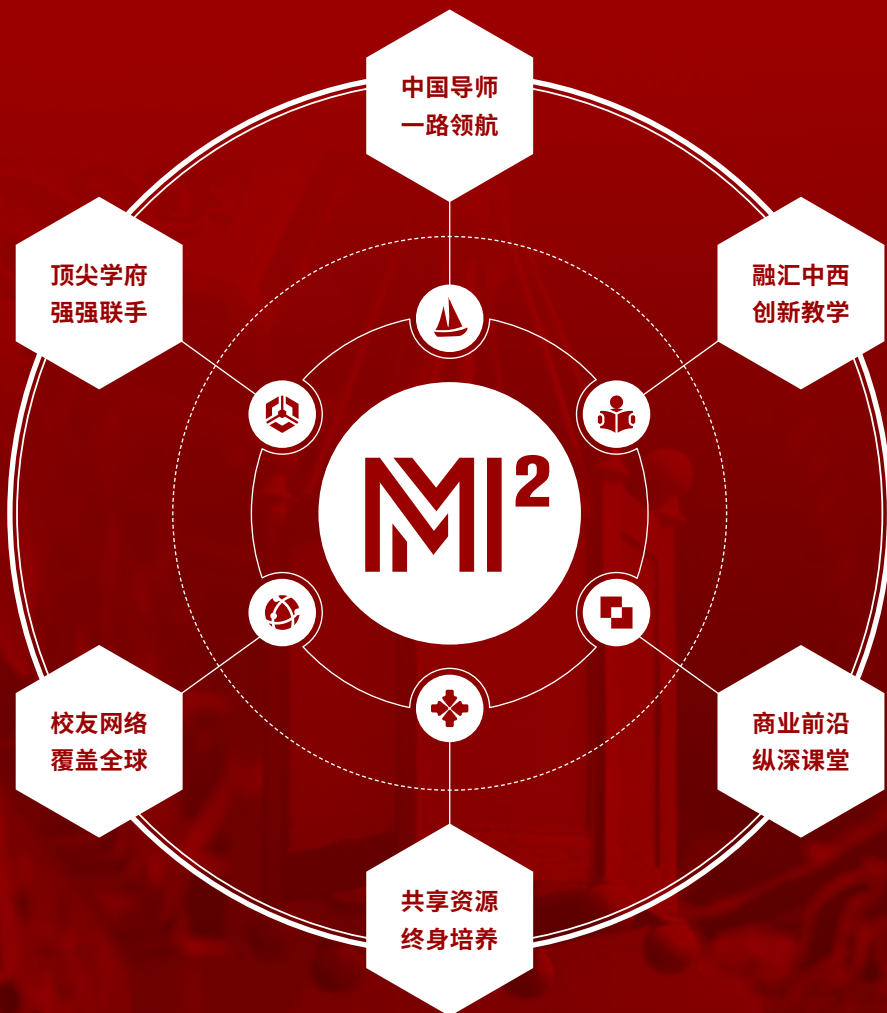 中国导师
一路领航
顶尖学府
强强联手
融汇中西
创新教学
MM²
校友网络
覆盖全球
商业前沿
纵深课堂
共享资源
终身培养